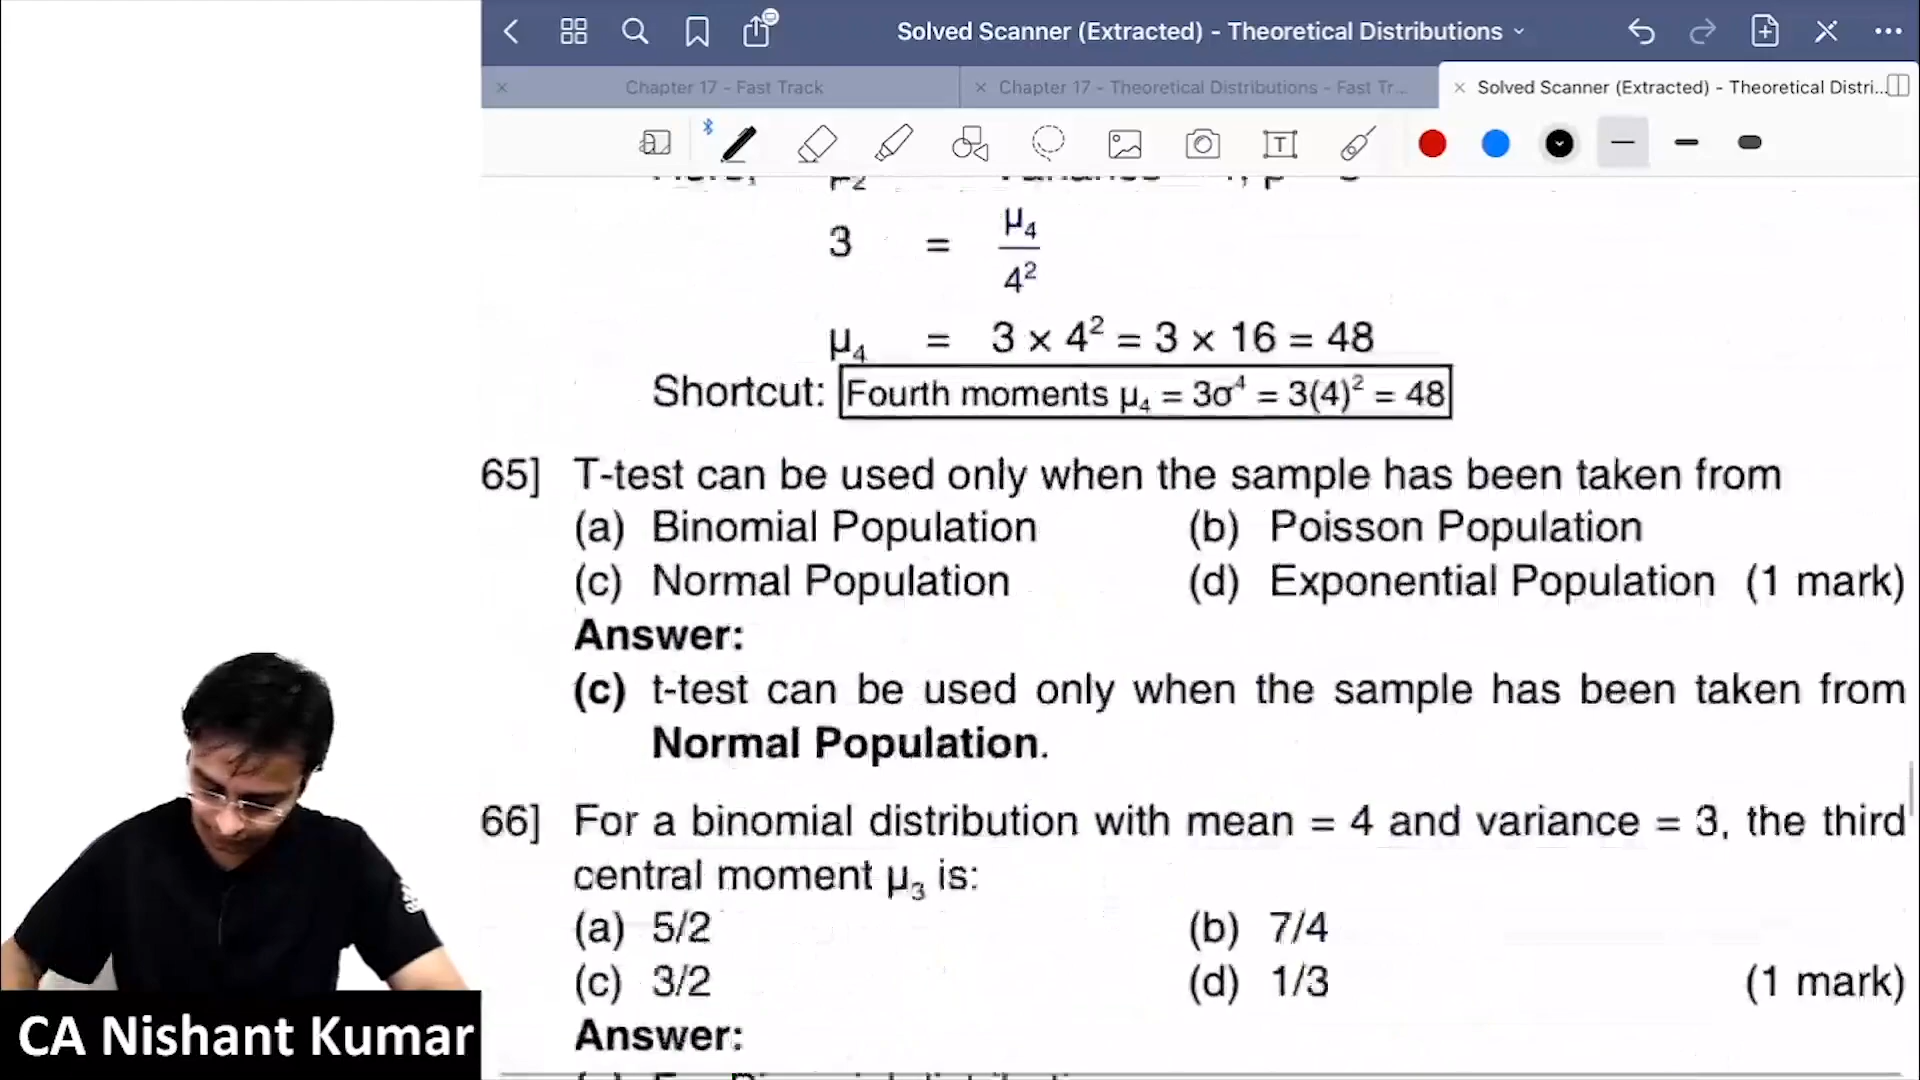 Solved Scanner (Extracted) - Theoretical Distributions
Chapter 17 - Fast Track
Chapter 17 - Theoretical Distributions - Fast Tr...
Solved Scanner (Extracted) - Theoretical Distri...
3 = μ₄
4²
μ₄ = 3 × 4² = 3 × 16 = 48
Shortcut: Fourth moments μ₄ = 3σ⁴ = 3(4)² = 48
65] T-test can be used only when the sample has been taken from
(a) Binomial Population (b) Poisson Population
(c) Normal Population (d) Exponential Population (1 mark)
Answer:
(c) t-test can be used only when the sample has been taken from
Normal Population.
66] For a binomial distribution with mean = 4 and variance = 3, the third
central moment μ₃ is:
(a) 5/2 (b) 7/4
(c) 3/2 (d) 1/3 (1 mark)
Answer:
CA Nishant Kumar